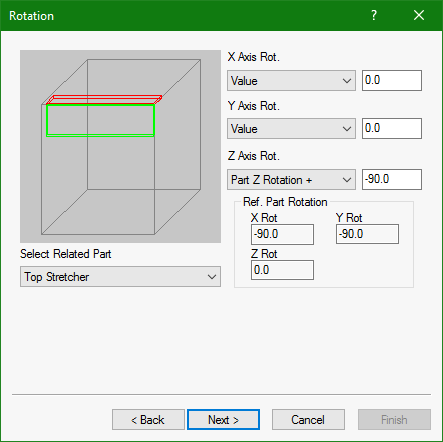 Rotation
X Axis Rot.
Value 0.0
Y Axis Rot.
Value 0.0
Z Axis Rot.
Part Z Rotation + -90.0
Ref. Part Rotation
X Rot Y Rot
-90.0 -90.0
Z Rot
0.0
Select Related Part
Top Stretcher
< Back Next > Cancel Finish